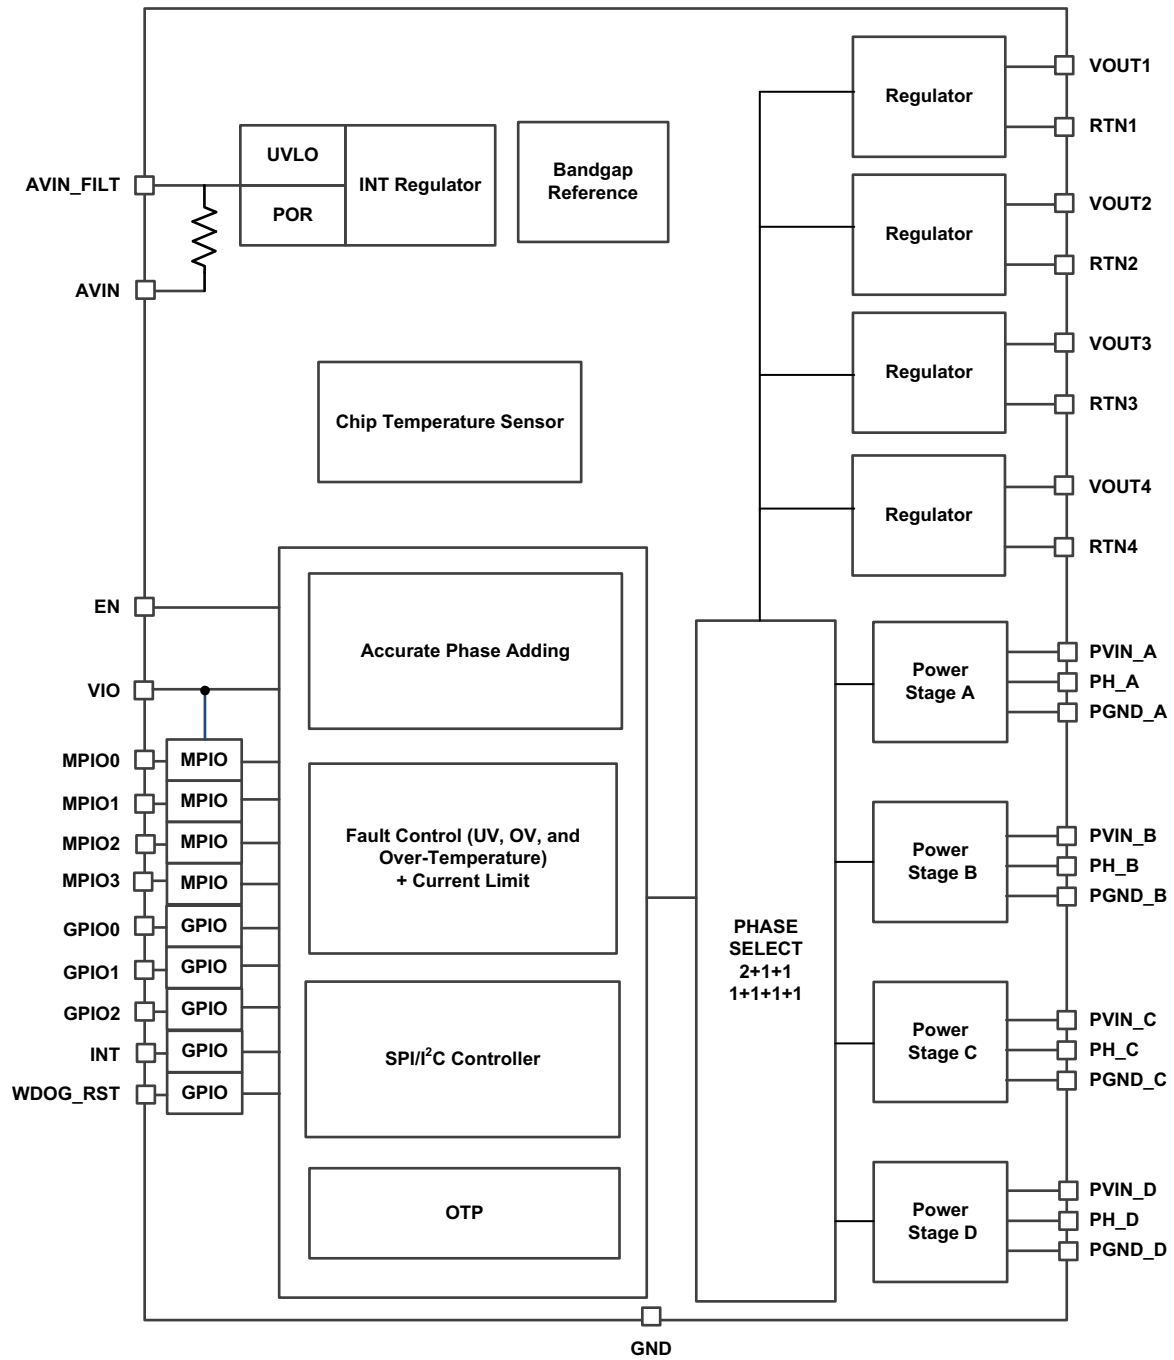 AVIN_FILT
AVIN
UVLO
POR
INT Regulator
Bandgap
Reference
Chip Temperature Sensor
EN
VIO
MPIO0
MPIO1
MPIO2
MPIO3
GPIO0
GPIO1
GPIO2
INT
WDOG_RST
MPIO
MPIO
MPIO
MPIO
GPIO
GPIO
GPIO
GPIO
GPIO
Accurate Phase Adding
Fault Control (UV, OV, and
Over-Temperature)
+ Current Limit
SPI/I²C Controller
OTP
PHASE
SELECT
2+1+1
1+1+1+1
Regulator
VOUT1
RTN1
Regulator
VOUT2
RTN2
Regulator
VOUT3
RTN3
Regulator
VOUT4
RTN4
Power
Stage A
PVIN_A
PH_A
PGND_A
Power
Stage B
PVIN_B
PH_B
PGND_B
Power
Stage C
PVIN_C
PH_C
PGND_C
Power
Stage D
PVIN_D
PH_D
PGND_D
GND